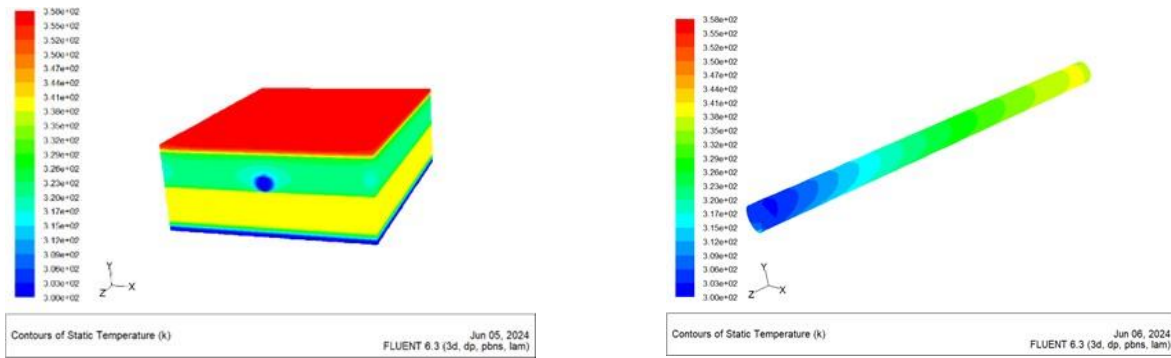 3.58e+02
3.55e+02
3.52e+02
3.50e+02
3.47e+02
3.44e+02
3.41e+02
3.38e+02
3.35e+02
3.32e+02
3.29e+02
3.26e+02
3.23e+02
3.20e+02
3.17e+02
3.15e+02
3.12e+02
3.09e+02
3.06e+02
3.03e+02
3.00e+02
Y
Z X
Contours of Static Temperature (k) Jun 05, 2024
FLUENT 6.3 (3d, dp, pbns, lam)
3.58e+02
3.55e+02
3.52e+02
3.50e+02
3.47e+02
3.44e+02
3.41e+02
3.38e+02
3.35e+02
3.32e+02
3.29e+02
3.26e+02
3.23e+02
3.20e+02
3.17e+02
3.15e+02
3.12e+02
3.09e+02
3.06e+02
3.03e+02
3.00e+02
Y
Z X
Contours of Static Temperature (k) Jun 06, 2024
FLUENT 6.3 (3d, dp, pbns, lam)